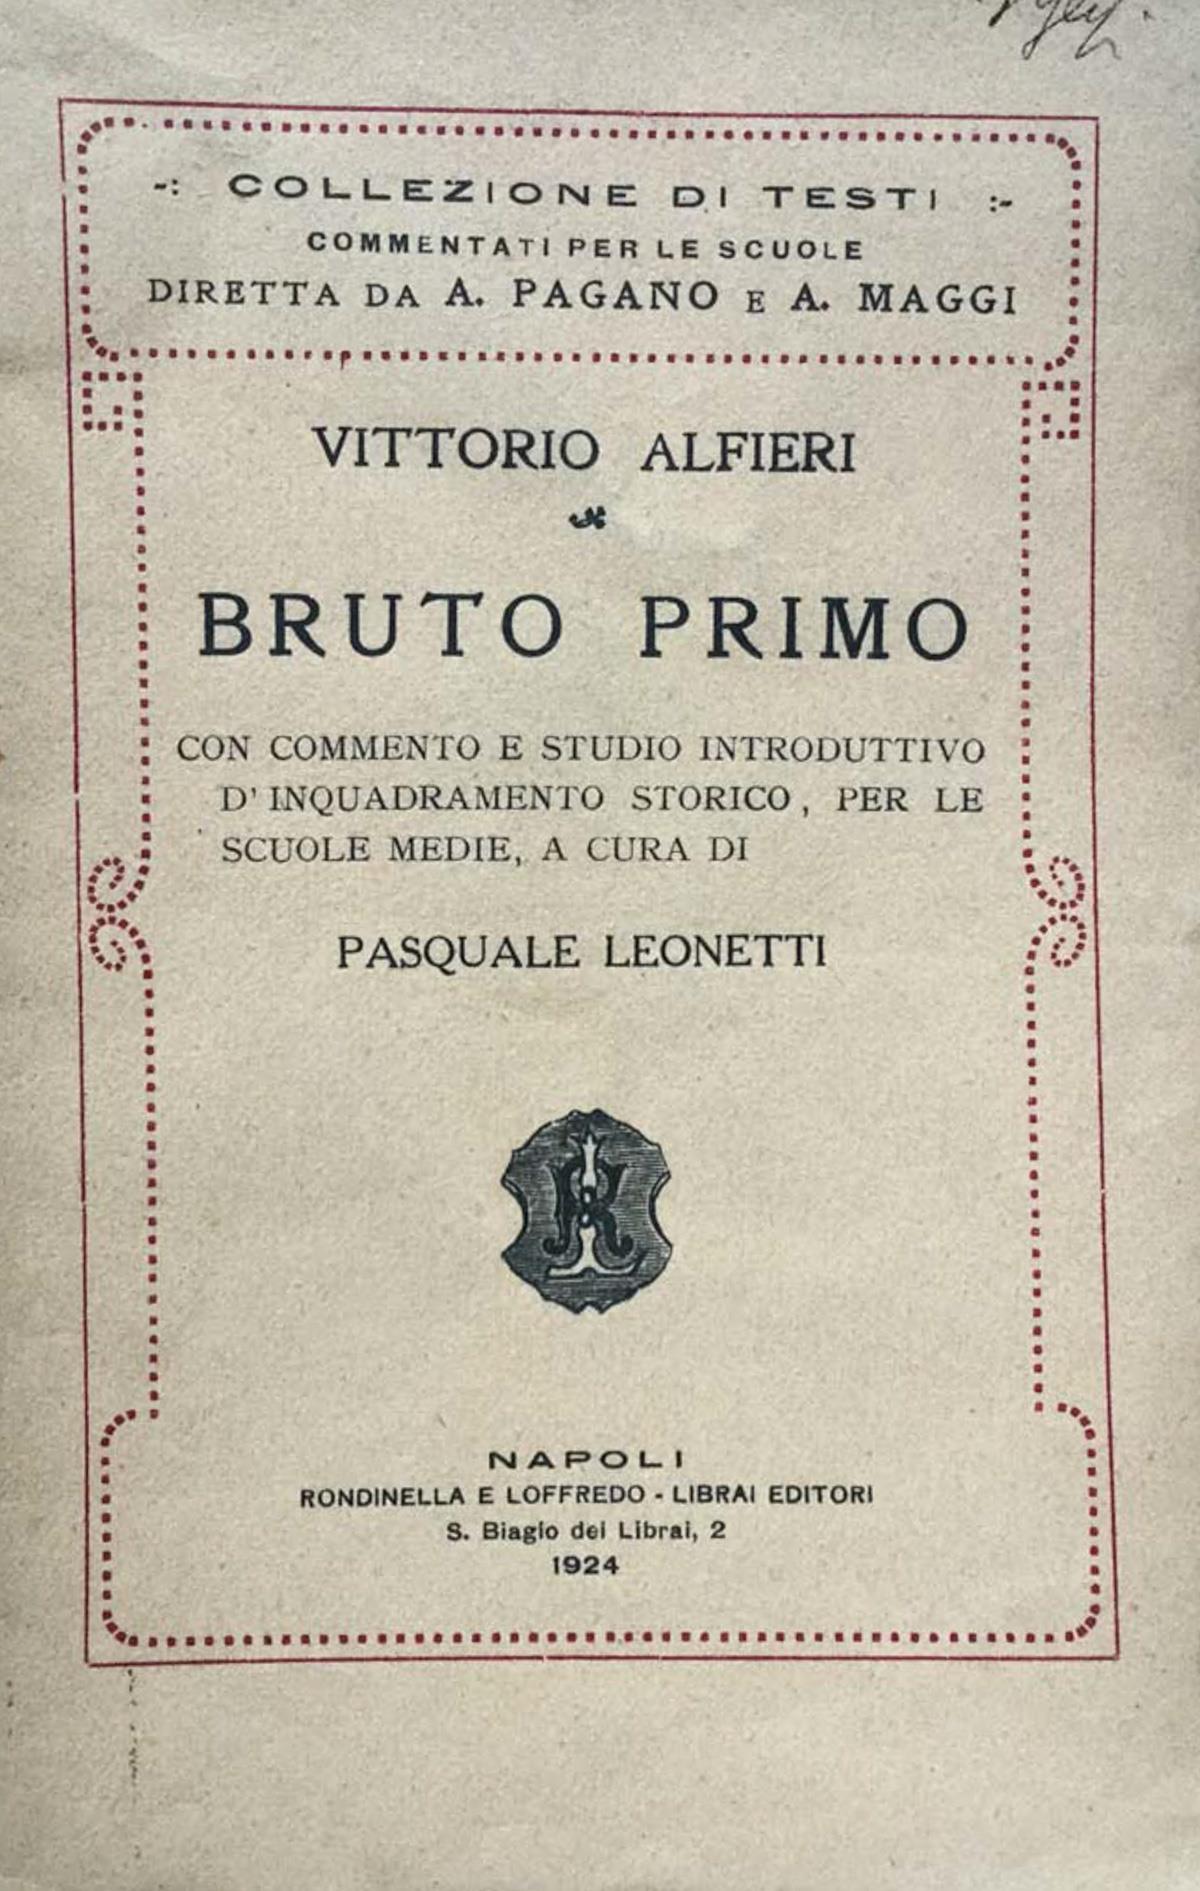 -: COLLEZIONE DI TESTI :-
COMMENTATI PER LE SCUOLE
DIRETTA DA A. PAGANO E A. MAGGI
VITTORIO ALFIERI
BRUTO PRIMO
CON COMMENTO E STUDIO INTRODUTTIVO
D' INQUADRAMENTO STORICO, PER LE
SCUOLE MEDIE, A CURA DI
PASQUALE LEONETTI
NAPOLI
RONDINELLA E LOFFREDO - LIBRAI EDITORI
S. Biagio dei Librai, 2
1924